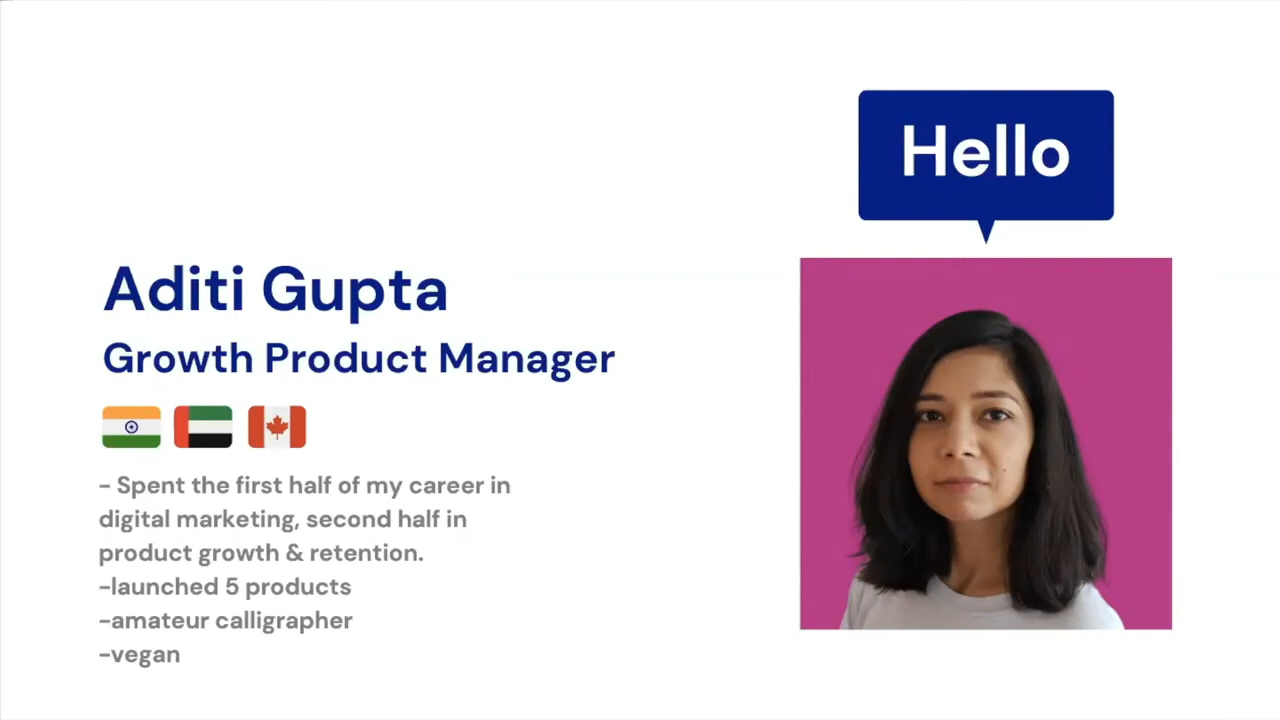 Hello
Aditi Gupta
Growth Product Manager
- Spent the first half of my career in
digital marketing, second half in
product growth & retention.
-launched 5 products
-amateur calligrapher
-vegan